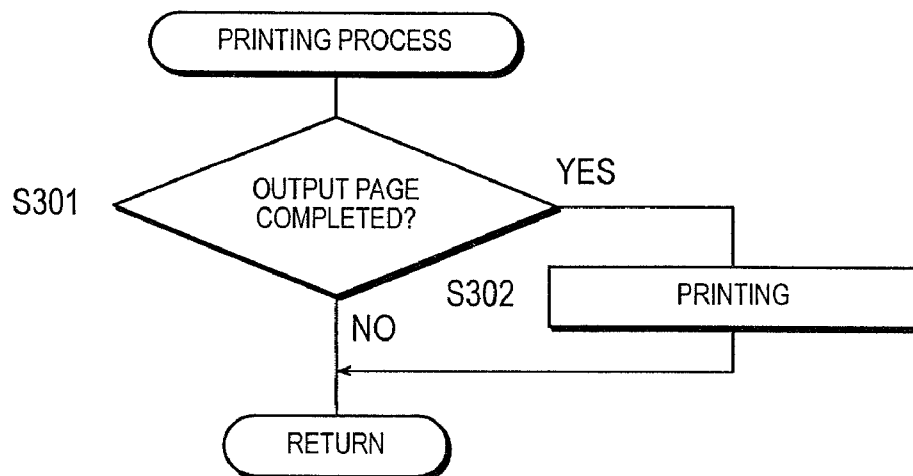 PRINTING PROCESS
S301
OUTPUT PAGE
COMPLETED?
YES
S302
PRINTING
NO
RETURN